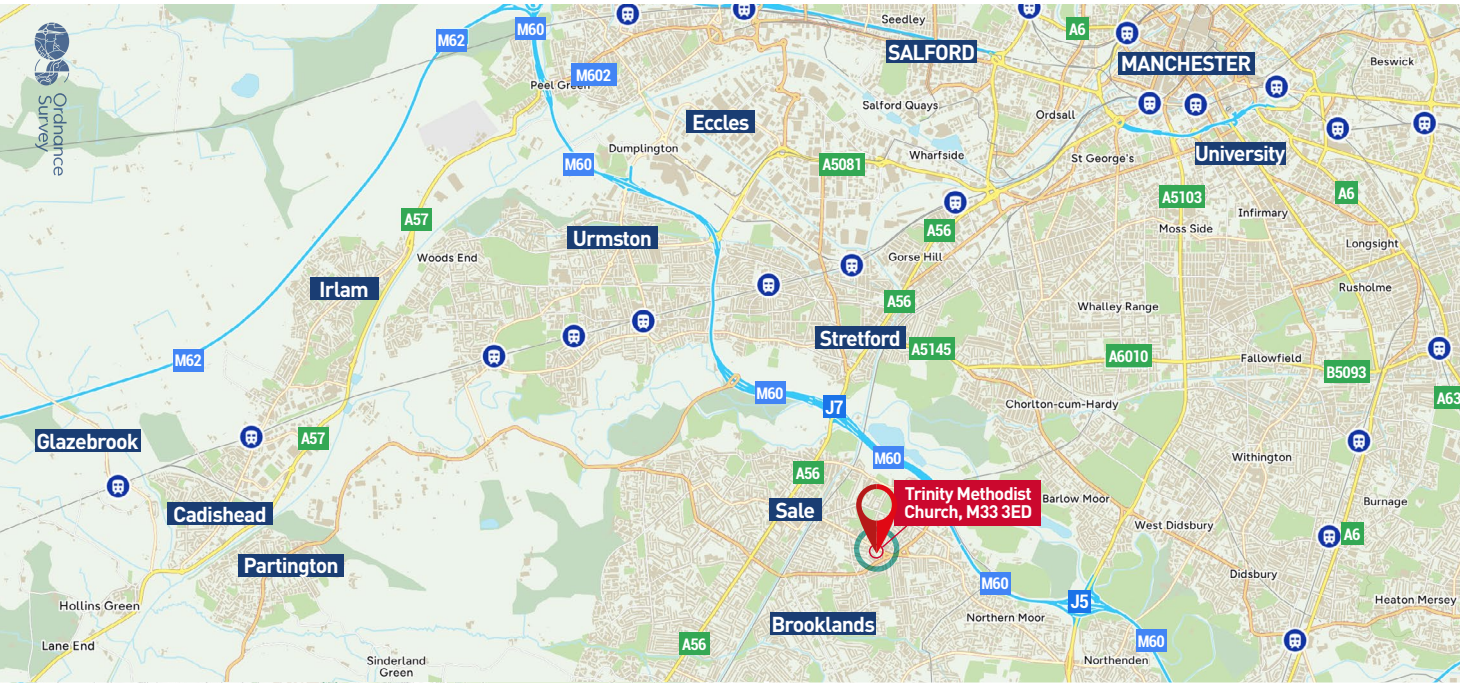 Seedley
M60
A6
M62
SALFORD
MANCHESTER
Beswick
M602
Peel Green
Ordnance
Survey
Salford Quays
Ordsall
Eccles
Dumplington
Wharfside
St George's
University
M60
A5081
A6
A5103
Infirmary
A57
A56
Moss Side
Urmston
Longsight
Woods End
Gorse Hill
Irlam
Rusholme
A56
Whalley Range
Stretford
A5145
A6010
Fallowfield
M62
B5093
M60
A63
J7
Chorlton-cum-Hardy
Glazebrook
A57
M60
Withington
A56
Trinity Methodist
Church, M33 3ED
Barlow Moor
Burnage
Sale
Cadishead
West Didsbury
A6
Partington
Didsbury
M60
J5
Hollins Green
Heaton Mersey
Northern Moor
Brooklands
M60
Lane End
A56
Sinderland
Green
Northenden